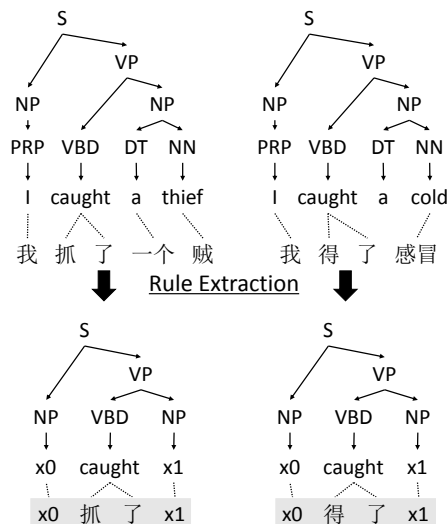 S S
VP VP
NP NP NP NP
PRP VBD DT NN PRP VBD DT NN
I caught a thief I caught a cold
我 抓 了 一个 贼 我 得 了 感冒
Rule Extraction
S S
VP VP
NP VBD NP NP VBD NP
x0 caught x1 x0 caught x1
x0 抓 了 x1 x0 得 了 x1